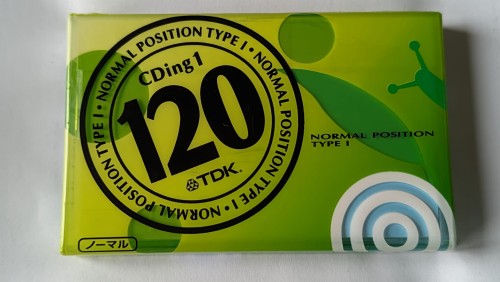 NORMAL POSITION TYPE I • NORMAL POSITION TYPE I • NORMAL POSITION TYPE I •
CDing1
120
TDK
NORMAL POSITION
TYPE I
ノーマル